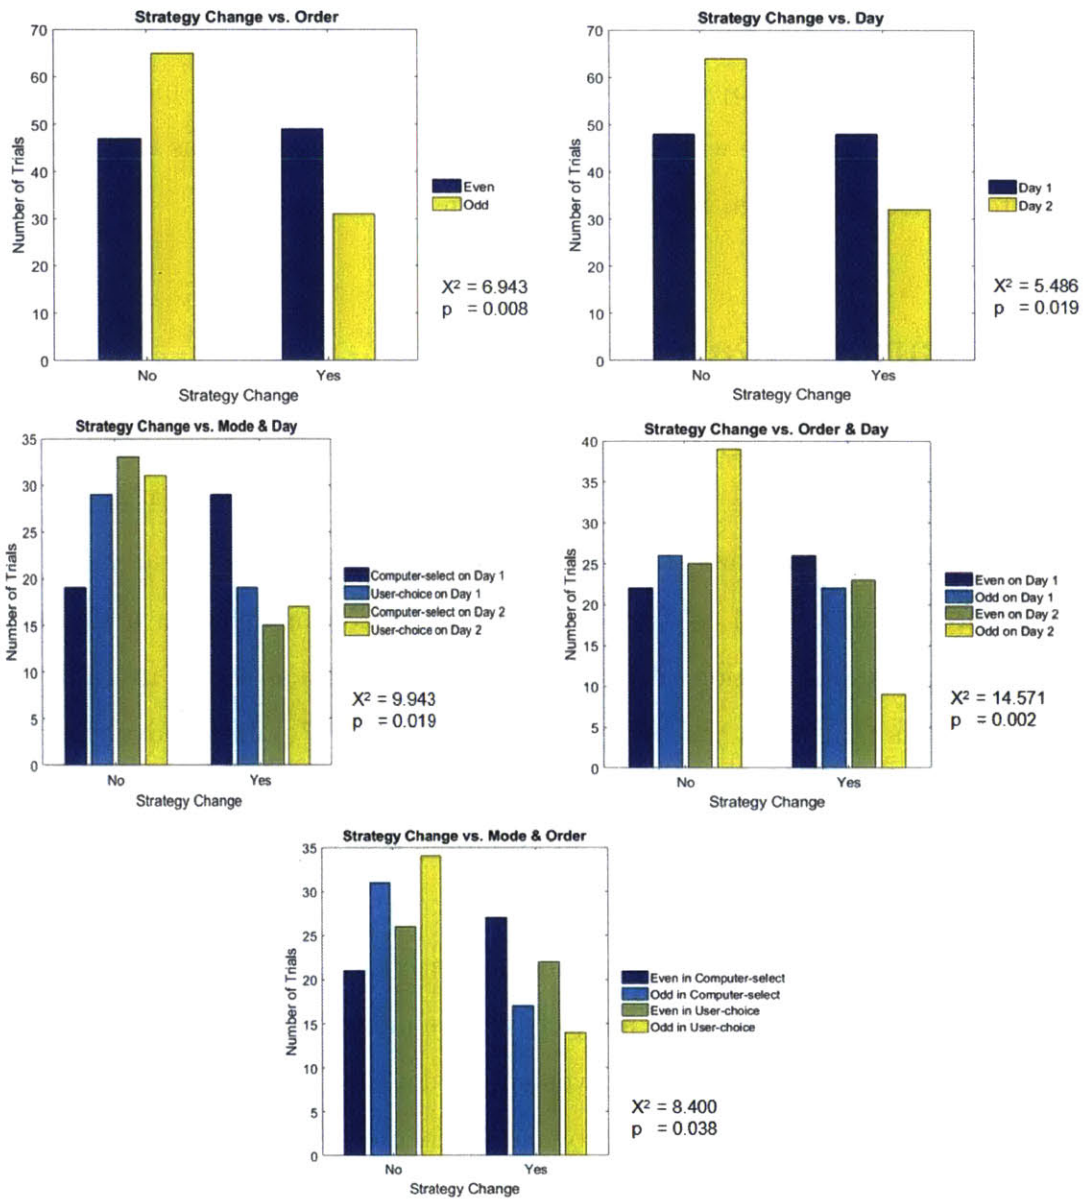 Strategy Change vs. Order
70
60
50
40
30
20
10
0
Number of Trials
No
Yes
Strategy Change
Even
Odd
X² = 6.943
p = 0.008
Strategy Change vs. Day
70
60
50
40
30
20
10
0
Number of Trials
No
Yes
Strategy Change
Day 1
Day 2
X² = 5.486
p = 0.019
Strategy Change vs. Mode & Day
35
30
25
20
15
10
5
0
Number of Trials
No
Yes
Strategy Change
Computer-select on Day 1
User-choice on Day 1
Computer-select on Day 2
User-choice on Day 2
X² = 9.943
p = 0.019
Strategy Change vs. Order & Day
40
35
30
25
20
15
10
5
0
Number of Trials
No
Yes
Strategy Change
Even on Day 1
Odd on Day 1
Even on Day 2
Odd on Day 2
X² = 14.571
p = 0.002
Strategy Change vs. Mode & Order
35
30
25
20
15
10
5
0
Number of Trials
No
Yes
Strategy Change
Even in Computer-select
Odd in Computer-select
Even in User-choice
Odd in User-choice
X² = 8.400
p = 0.038